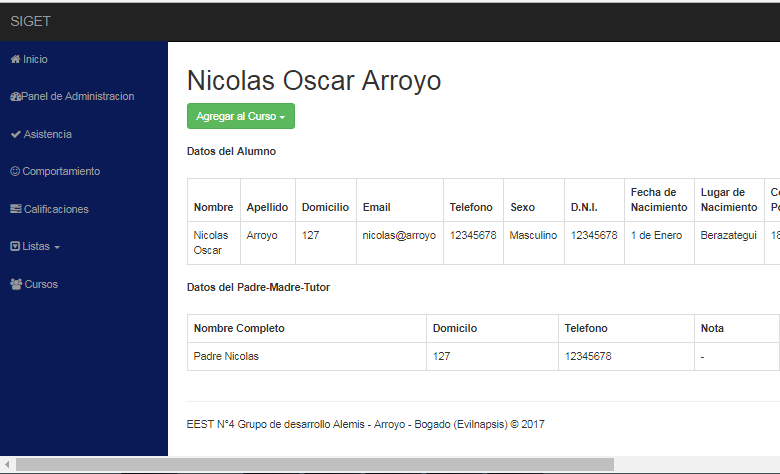 SIGET
Inicio
Panel de Administracion
Asistencia
Comportamiento
Calificaciones
Listas
Cursos
Nicolas Oscar Arroyo
Agregar al Curso
Datos del Alumno
Nombre Apellido Domicilio Email Telefono Sexo D.N.I. Fecha de Nacimiento Lugar de Nacimiento
Nicolas Oscar Arroyo 127 nicolas@arroyo 12345678 Masculino 12345678 1 de Enero Berazategui 18
Datos del Padre-Madre-Tutor
Nombre Completo Domicilo Telefono Nota
Padre Nicolas 127 12345678 -
EEST N°4 Grupo de desarrollo Alemis - Arroyo - Bogado (Evilnapsis) © 2017